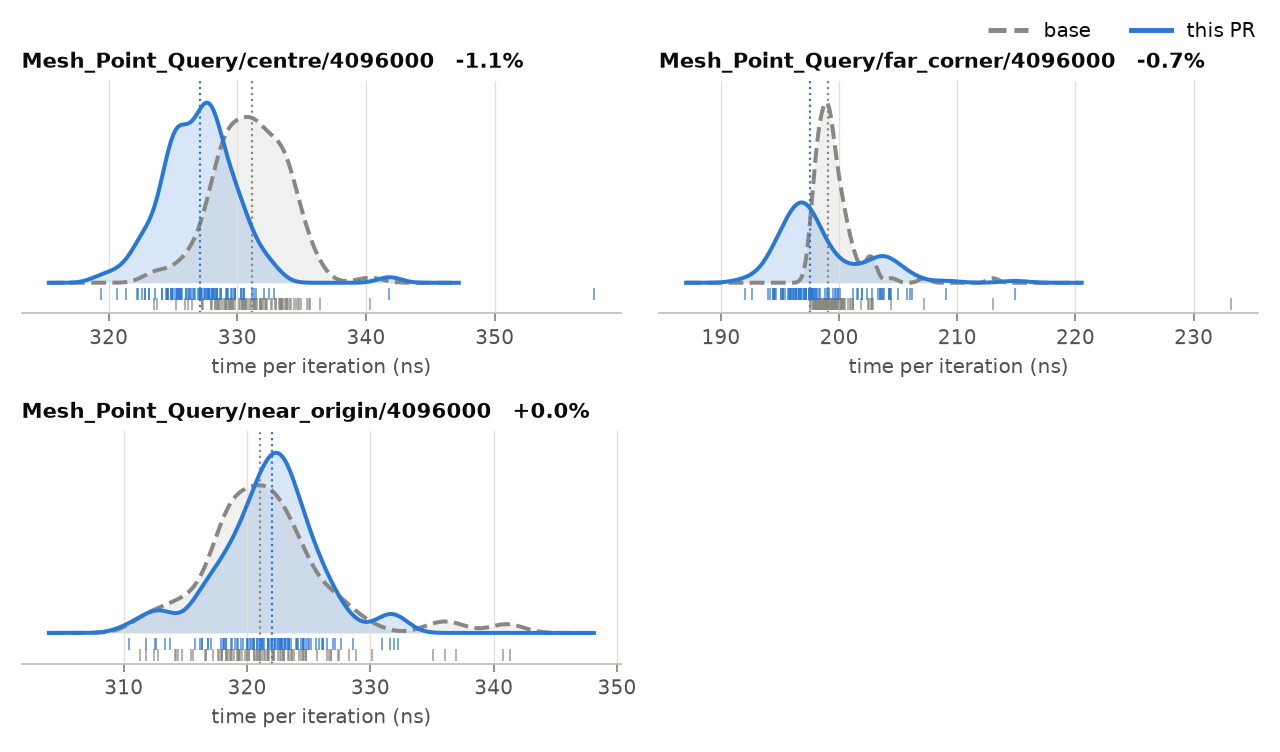 base this PR
Mesh_Point_Query/centre/4096000 -1.1%
320 330 340 350
time per iteration (ns)
Mesh_Point_Query/far_corner/4096000 -0.7%
190 200 210 220 230
time per iteration (ns)
Mesh_Point_Query/near_origin/4096000 +0.0%
310 320 330 340 350
time per iteration (ns)